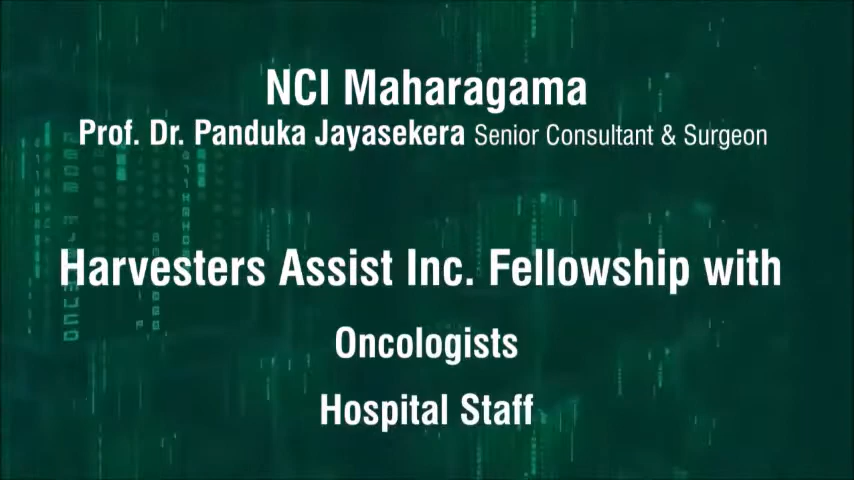 NCI Maharagama
Prof. Dr. Panduka Jayasekera Senior Consultant & Surgeon
Harvesters Assist Inc. Fellowship with
Oncologists
Hospital Staff